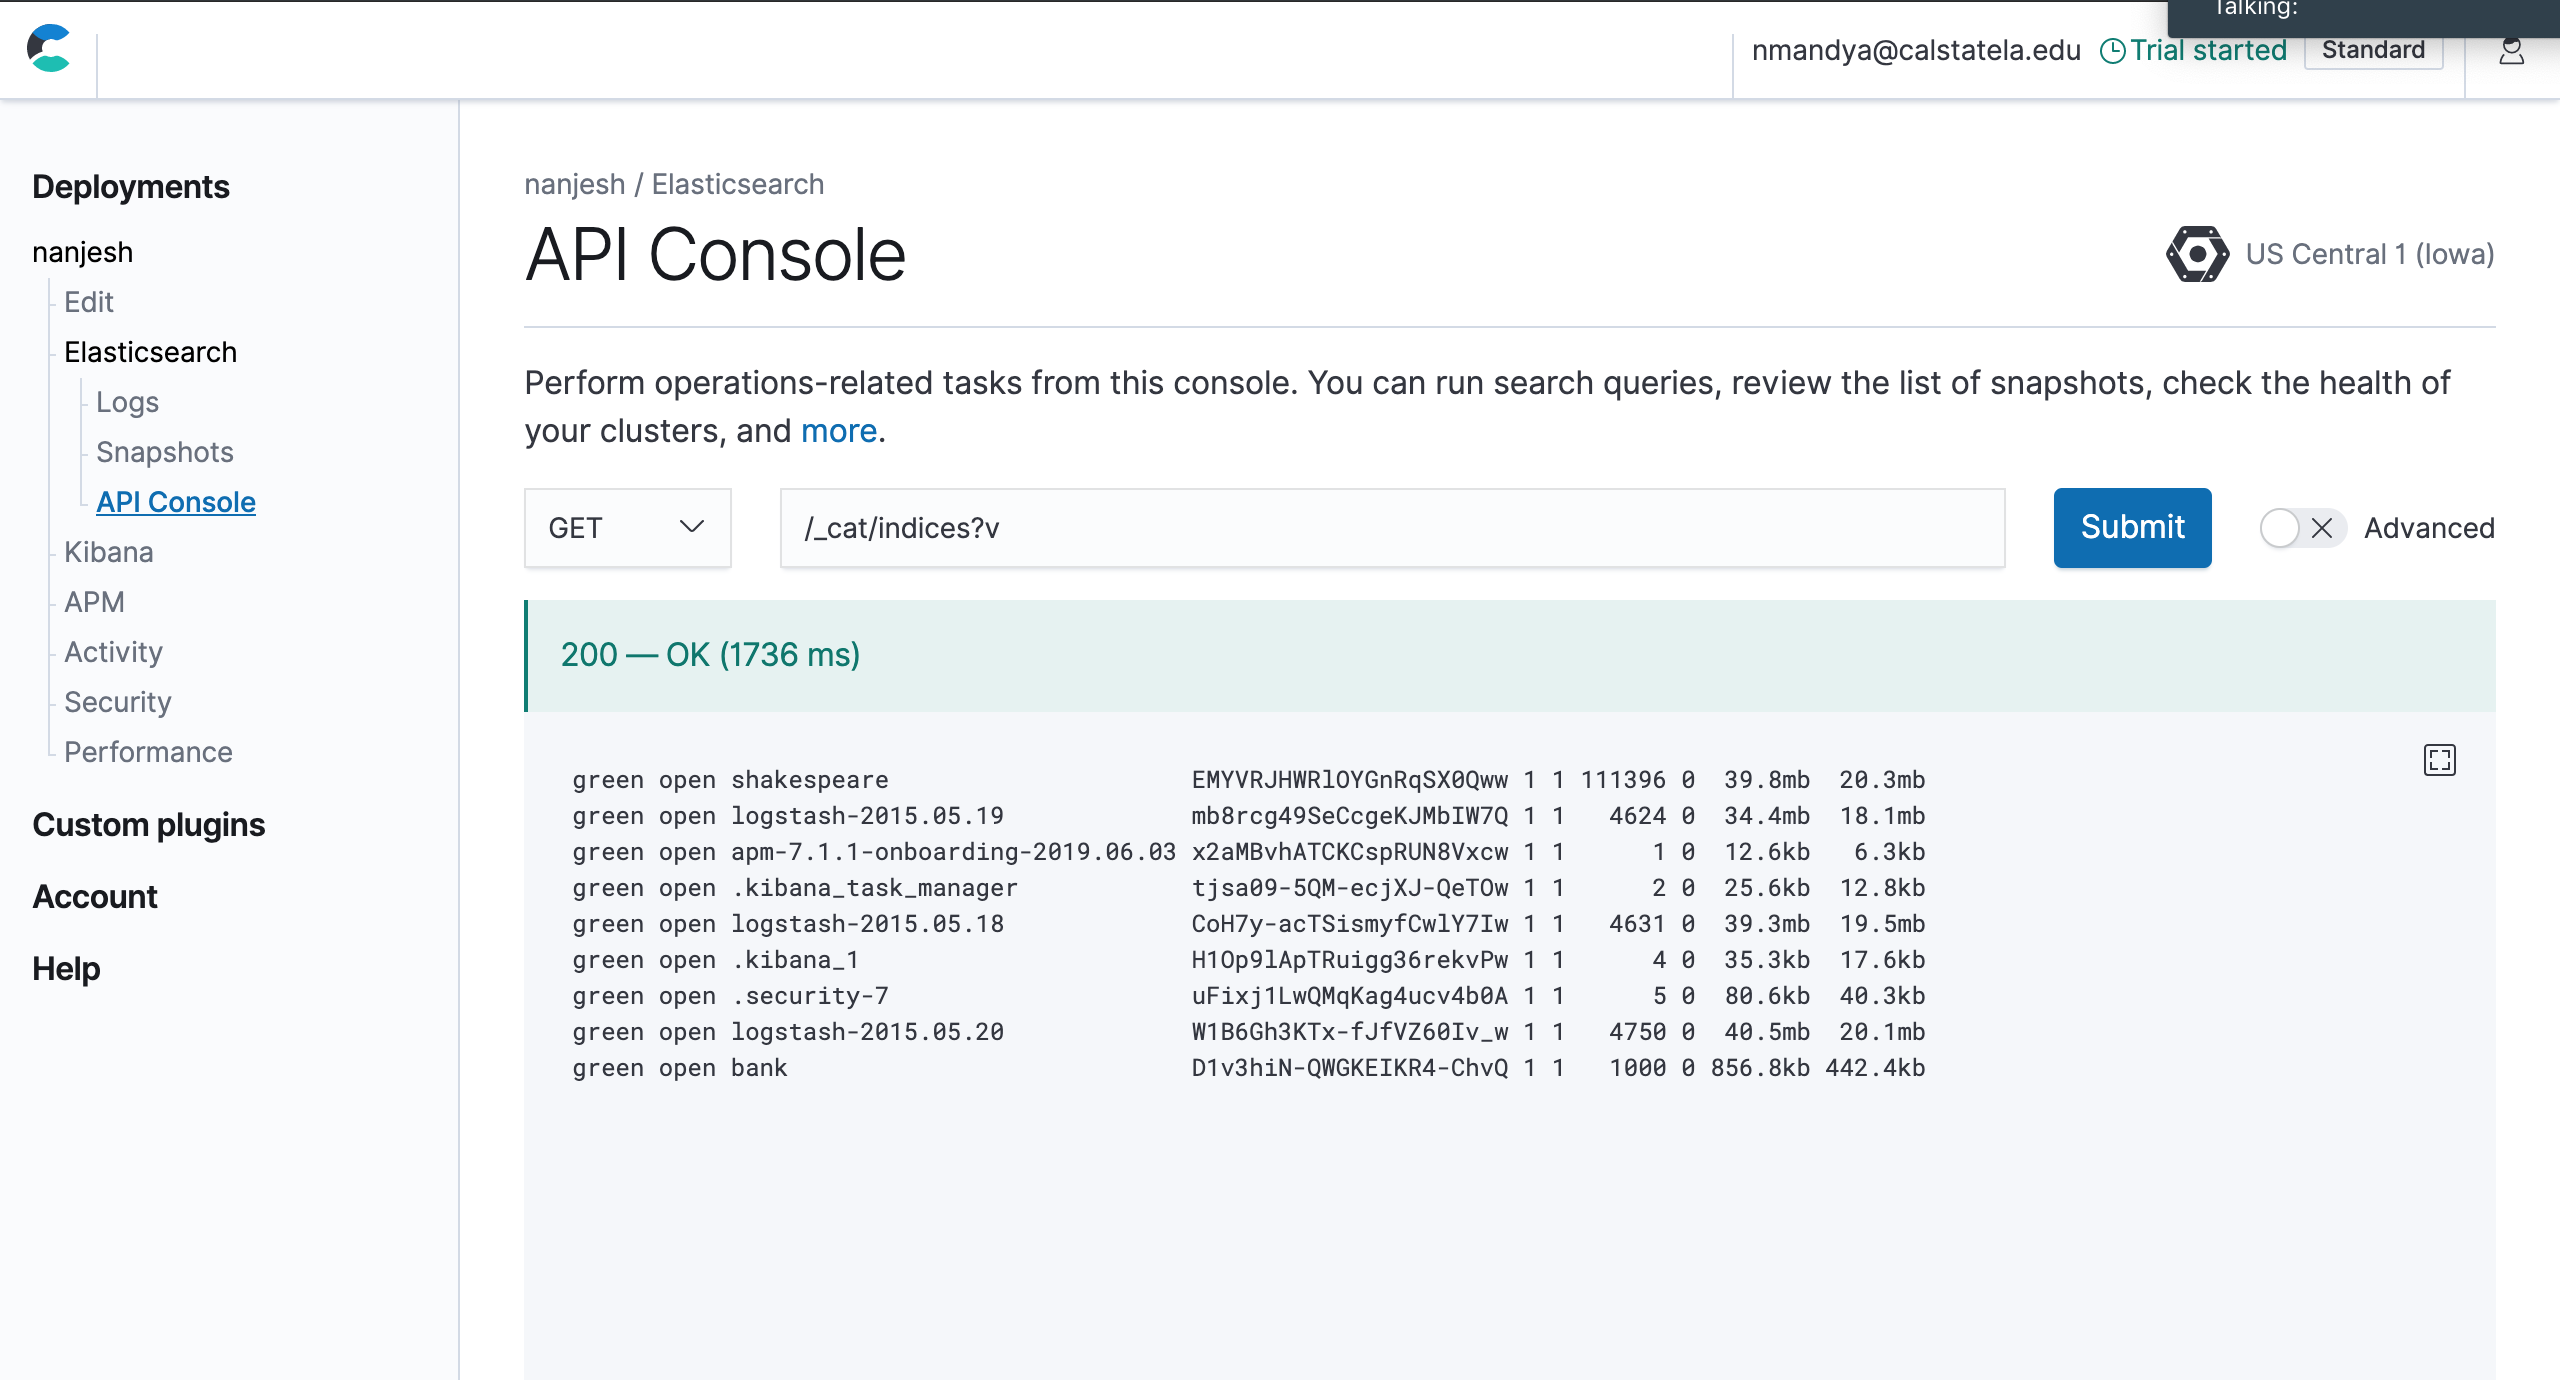 Talking:
nmandya@calstatela.edu Trial started Standard
Deployments
nanjesh
Edit
Elasticsearch
Logs
Snapshots
API Console
Kibana
APM
Activity
Security
Performance
Custom plugins
Account
Help
nanjesh / Elasticsearch
API Console
US Central 1 (Iowa)
Perform operations-related tasks from this console. You can run search queries, review the list of snapshots, check the health of
your clusters, and more.
GET /_cat/indices?v Submit Advanced
200 — OK (1736 ms)
green open shakespeare EMYVRJHWRlOYGnRqSX0Qww 1 1 111396 0 39.8mb 20.3mb
green open logstash-2015.05.19 mb8rcg49SeCcgeKJMbIW7Q 1 1 4624 0 34.4mb 18.1mb
green open apm-7.1.1-onboarding-2019.06.03 x2aMBvhATCKCspRUN8Vxcw 1 1 1 0 12.6kb 6.3kb
green open .kibana_task_manager tjsa09-5QM-ecjXJ-QeTOw 1 1 2 0 25.6kb 12.8kb
green open logstash-2015.05.18 CoH7y-acTSismyfCwlY7Iw 1 1 4631 0 39.3mb 19.5mb
green open .kibana_1 H1Op9lApTRuigg36rekvPw 1 1 4 0 35.3kb 17.6kb
green open .security-7 uFixj1LwQMqKag4ucv4b0A 1 1 5 0 80.6kb 40.3kb
green open logstash-2015.05.20 W1B6Gh3KTx-fJfVZ60Iv_w 1 1 4750 0 40.5mb 20.1mb
green open bank D1v3hiN-QWGKEIKR4-ChvQ 1 1 1000 0 856.8kb 442.4kb